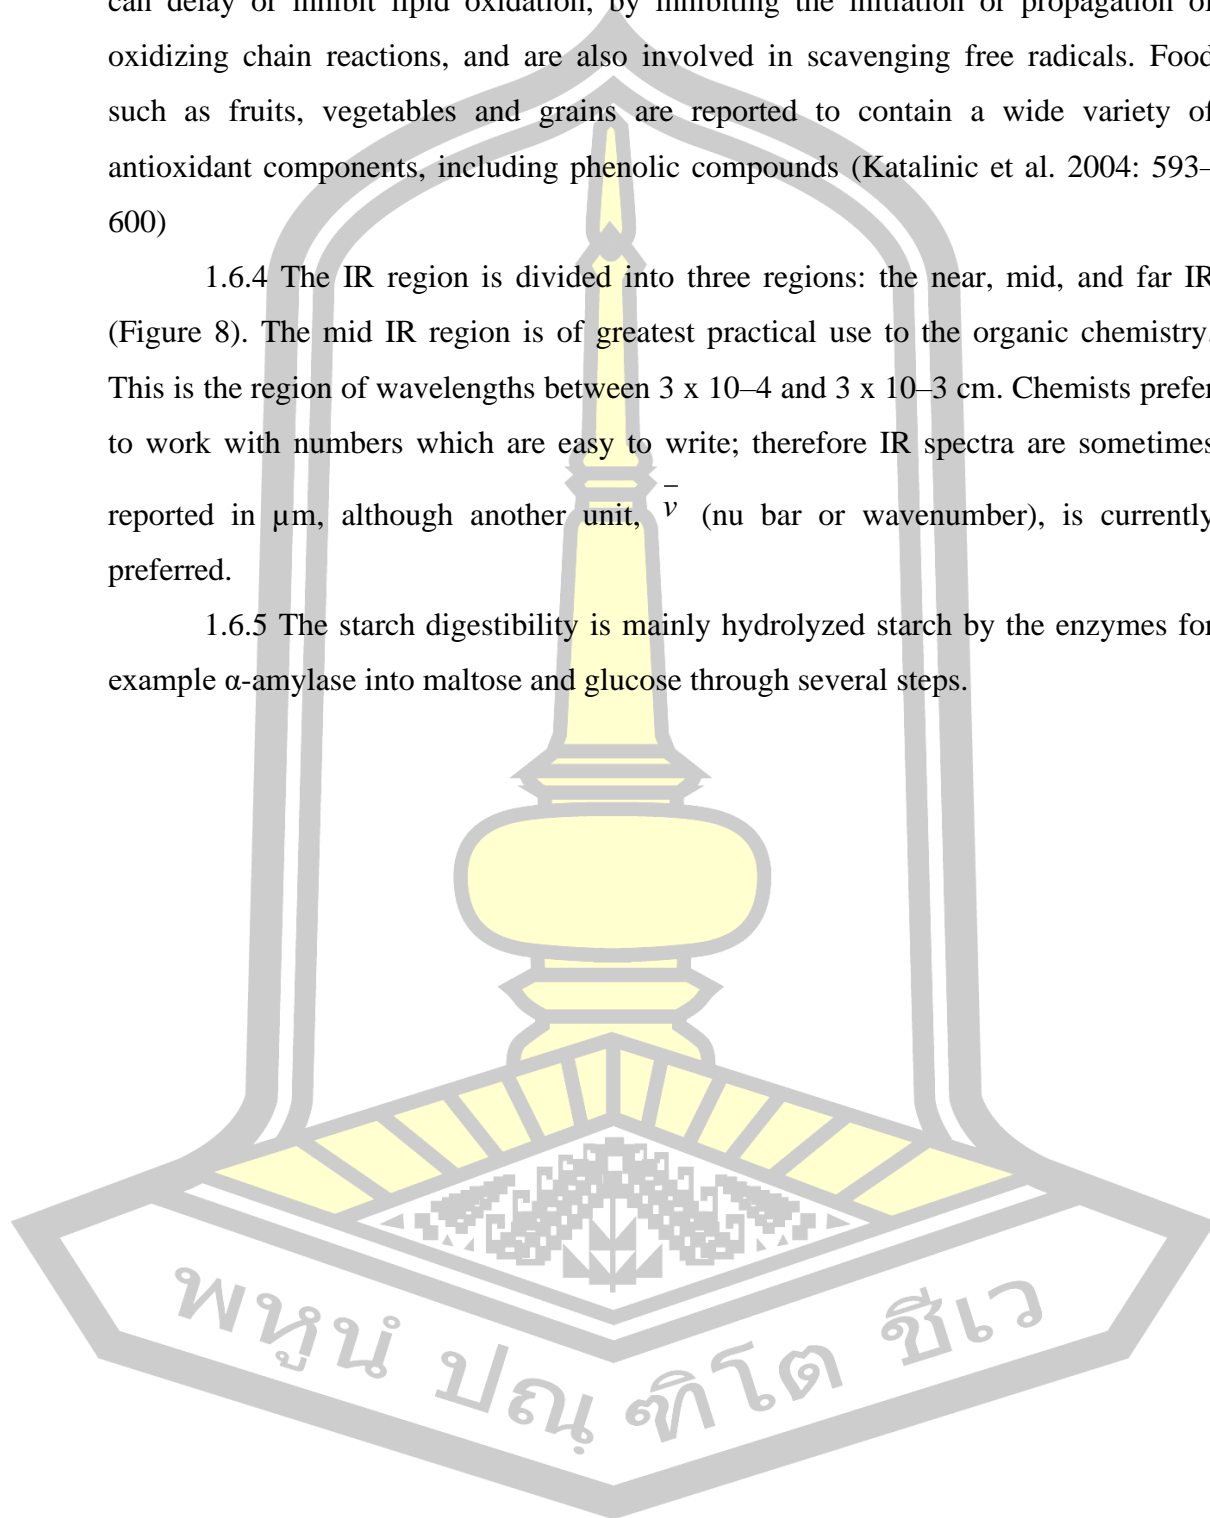 can delay or inhibit lipid oxidation, by inhibiting the initiation or propagation of
oxidizing chain reactions, and are also involved in scavenging free radicals. Food
such as fruits, vegetables and grains are reported to contain a wide variety of
antioxidant components, including phenolic compounds (Katalinic et al. 2004: 593–
600)
1.6.4 The IR region is divided into three regions: the near, mid, and far IR
(Figure 8). The mid IR region is of greatest practical use to the organic chemistry.
This is the region of wavelengths between 3 x 10–4 and 3 x 10–3 cm. Chemists prefer
to work with numbers which are easy to write; therefore IR spectra are sometimes
reported in µm, although another unit, v̅ (nu bar or wavenumber), is currently
preferred.
1.6.5 The starch digestibility is mainly hydrolyzed starch by the enzymes for
example α-amylase into maltose and glucose through several steps.
พหูนํ ปณฺฑิโต ชีเว